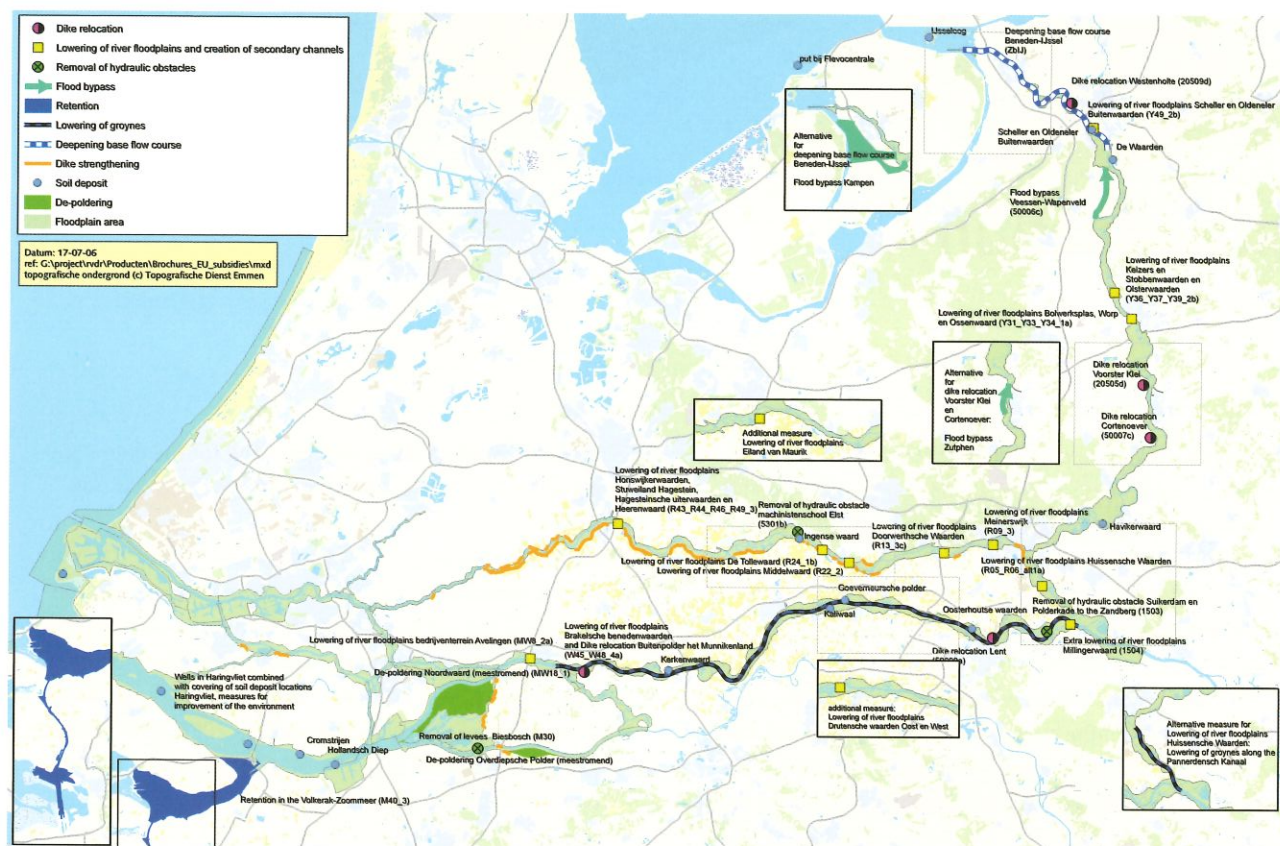 Dike relocation
Lowering of river floodplains and creation of secondary channels
Removal of hydraulic obstacles
Flood bypass
Retention
Lowering of groynes
Deepening base flow course
Dike strengthening
Soil deposit
De-poldering
Floodplain area
Datum: 17-07-06
ref: G:\project\rvdr\Producten\Brochures_EU_subsidies\mxd
topografische ondergrond (c) Topografische Dienst Emmen
IJsseloog
Deepening base flow course
Beneden-IJssel
(ZbIJ)
put bij Flevocentrale
Dike relocation Westenholte (20509d)
Lowering of river floodplains Scheller en Oldeneler
Buitenwaarden (Y49_2b)
Scheller en Oldeneler
Buitenwaarden
De Waarden
Alternative
for
deepening base flow course
Beneden-IJssel:
Flood bypass Kampen
Flood bypass
Veessen-Wapenveld
(50006c)
Lowering of river floodplains
Keizers en
Stobbenwaarden en
Olsterwaarden
(Y36_Y37_Y39_2b)
Lowering of river floodplains Bolwerksplas, Worp
en Ossenwaard (Y31_Y33_Y34_1a)
Alternative
for
dike relocation
Voorster Klei
en
Cortenoever:
Flood bypass
Zutphen
Dike relocation
Voorster Klei
(20505d)
Dike relocation
Cortenoever
(50007c)
Additional measure
Lowering of river floodplains
Eiland van Maurik
Lowering of river floodplains
Honswijkerwaarden,
Stuweiland Hagestein,
Hagesteinsche uiterwaarden en
Heerenwaard (R43_R44_R46_R49_3)
Removal of hydraulic obstacle
machinistenschool Elst
(S301b)
Ingense waard
Lowering of river floodplains
Doorwerthsche Waarden
(R13_3c)
Lowering of river floodplains
Meinerswijk
(R09_3)
Havikerwaard
Lowering of river floodplains De Tollewaard (R24_1b)
Lowering of river floodplains Middelwaard (R22_2)
Lowering of river floodplains Huissensche Waarden
(R05_R06_alt1a)
Goeverneursche polder
Kaliwaal
Oosterhoutse waarden
Removal of hydraulic obstacle Suikerdam en
Polderkade to the Zandberg (1503)
Extra lowering of river floodplains
Millingerwaard (1504)
Dike relocation Lent
Lowering of river floodplains
Brakelsche benedenwaarden
and Dike relocation Buitenpolder het Munnikenland
(W45_W48_4a)
Kerkenwaard
Lowering of river floodplains bedrijventerrein Avelingen (MW8_2a)
De-poldering Noordwaard (meestromend) (MW18_1)
Wells in Haringvliet combined
with covering of soil deposit locations
Haringvliet, measures for
improvement of the environment
Cromstrijen
Hollandsch Diep
Removal of levees Biesbosch (M30)
De-poldering Overdiepsche Polder (meestromend)
Retention in the Volkerak-Zoommeer (M40_3)
additional measure:
Lowering of river floodplains
Drutensche waarden Oost en West
Alternative measure for
Lowering of river floodplains
Huissensche Waarden:
Lowering of groynes along the
Pannerdensch Kanaal